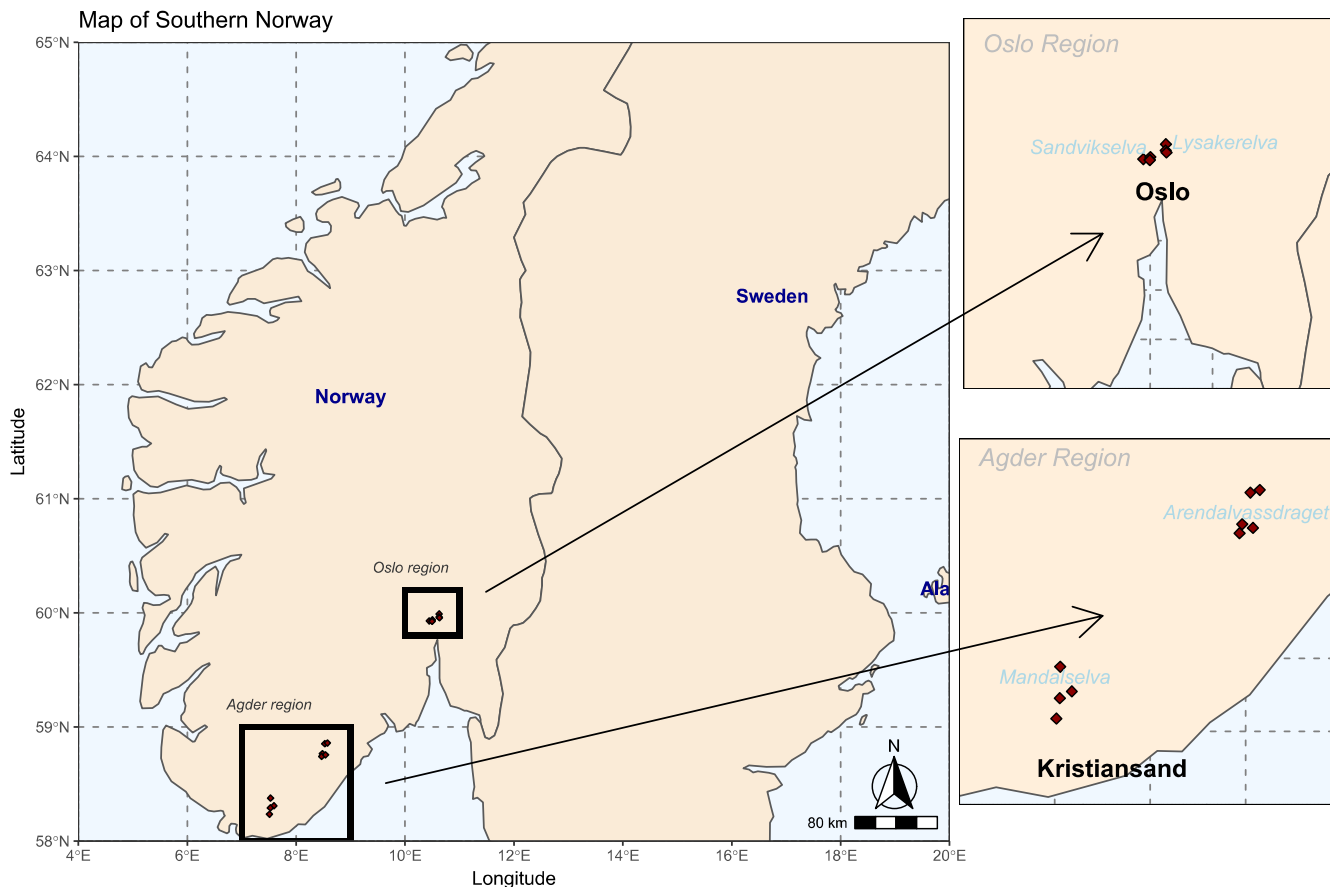 Map of Southern Norway
65°N
64°N
63°N
62°N
61°N
60°N
59°N
58°N
Latitude
4°E
6°E
8°E
10°E
12°E
14°E
16°E
18°E
20°E
Longitude
Sweden
Norway
Oslo region
Ala
Agder region
N
80 km
Oslo Region
Sandvikselva
Lysakerelva
Oslo
Agder Region
Arendalvassdraget
Mandalselva
Kristiansand